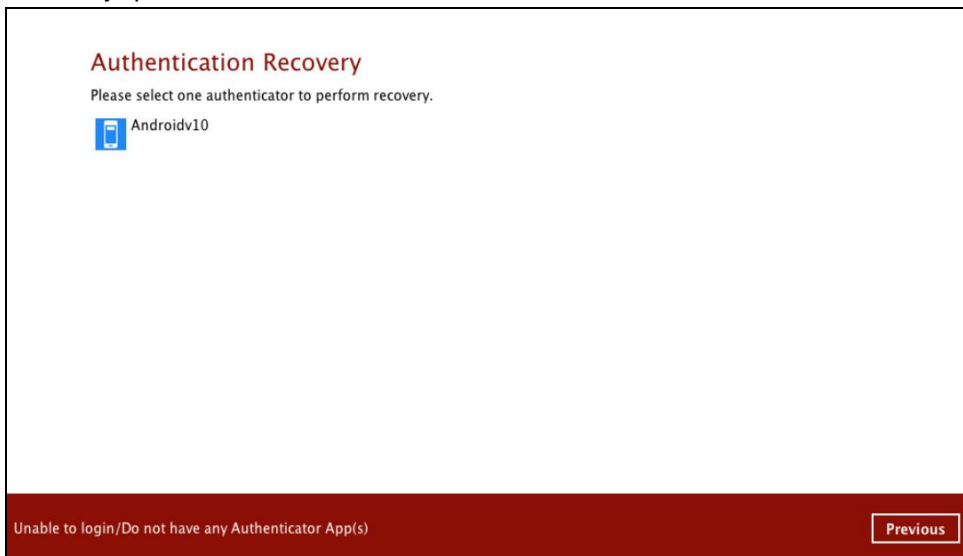 Authentication Recovery
Please select one authenticator to perform recovery.
Androidv10
Unable to login/Do not have any Authenticator App(s)
Previous